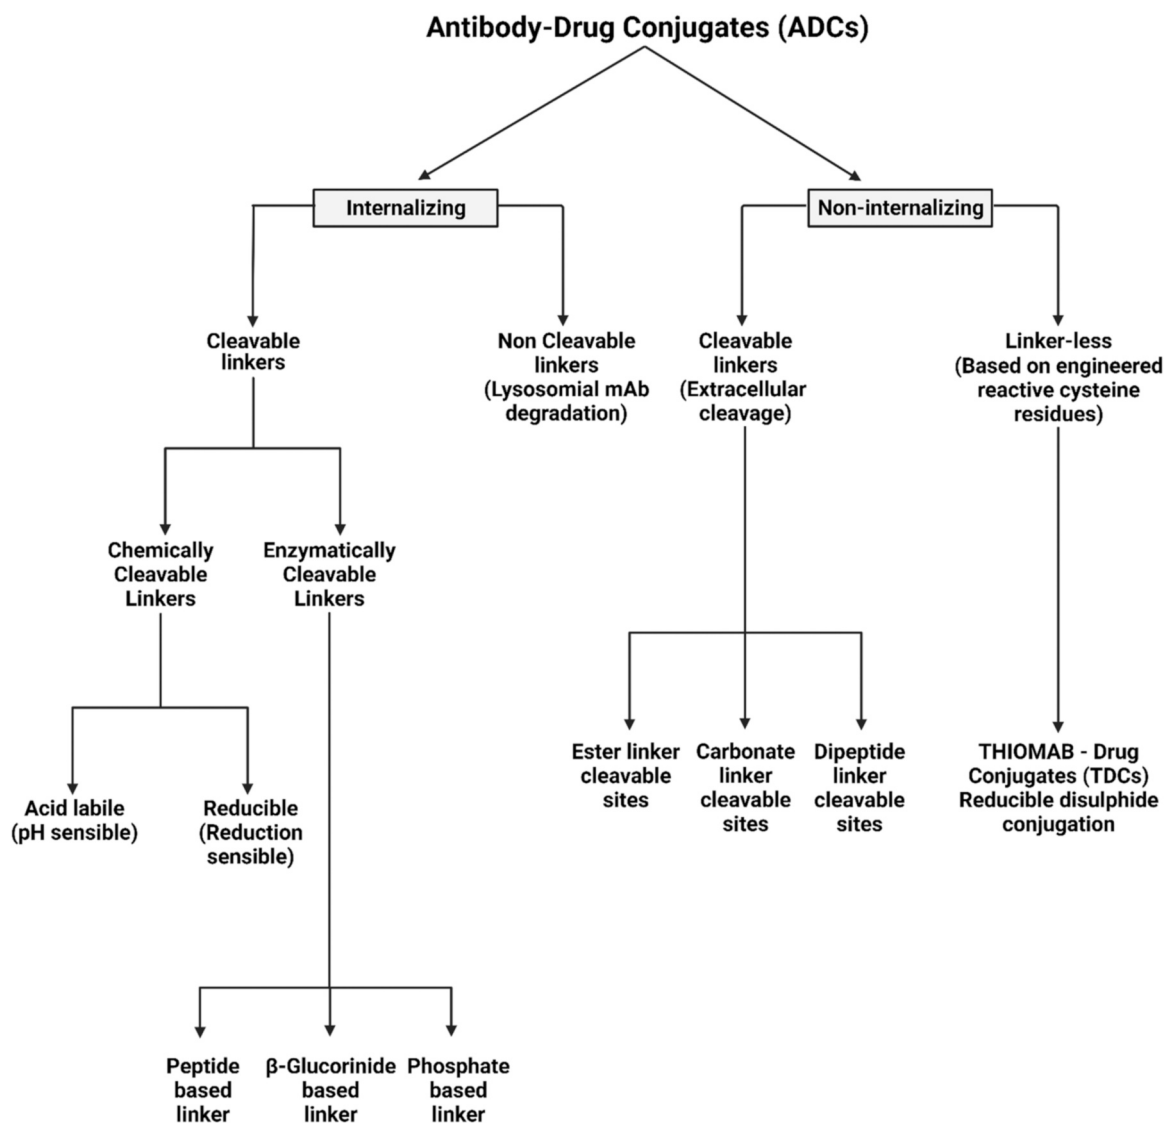 Antibody-Drug Conjugates (ADCs)
Internalizing
Non-internalizing
Cleavable
linkers
Non Cleavable
linkers
(Lysosomial mAb
degradation)
Cleavable
linkers
(Extracellular
cleavage)
Linker-less
(Based on engineered
reactive cysteine
residues)
Chemically
Cleavable
Linkers
Enzymatically
Cleavable
Linkers
Ester linker
cleavable
sites
Carbonate
linker
cleavable
sites
Dipeptide
linker
cleavable
sites
THIOMAB - Drug
Conjugates (TDCs)
Reducible disulphide
conjugation
Acid labile
(pH sensible)
Reducible
(Reduction
sensible)
Peptide
based
linker
β-Glucorinide
based
linker
Phosphate
based
linker